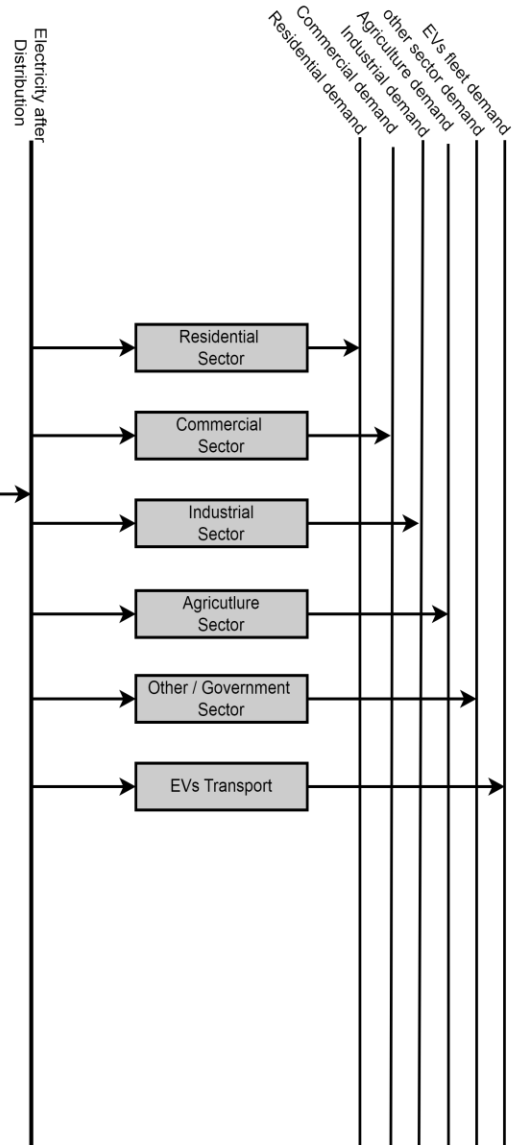 Electricity after
Distribution
Residential demand
Commercial demand
Industrial demand
Agriculture demand
other sector demand
EVs fleet demand
Residential
Sector
Commercial
Sector
Industrial
Sector
Agricutlure
Sector
Other / Government
Sector
EVs Transport